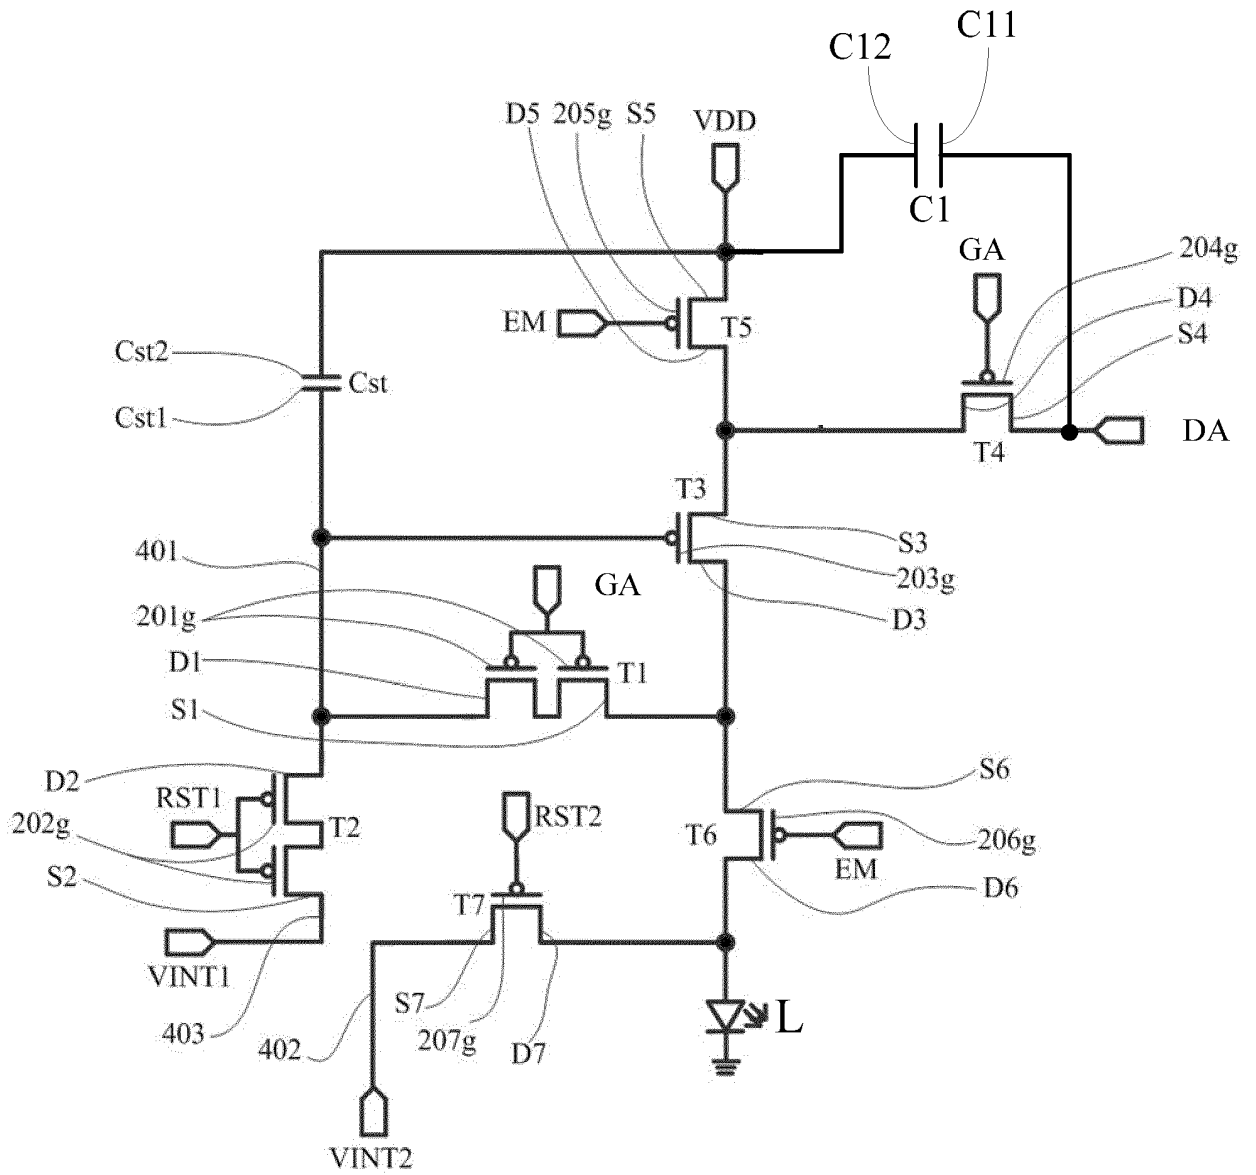 C11
C12
D5 205g S5
VDD
C1
GA
204g
D4
S4
EM
T5
Cst2
Cst
Cst1
T4
DA
T3
S3
401
203g
GA
D3
201g
D1
T1
S1
D2
RST1
S6
RST2
202g
T2
T6
206g
S2
EM
D6
T7
VINT1
S7
403
402
207g
D7
L
VINT2